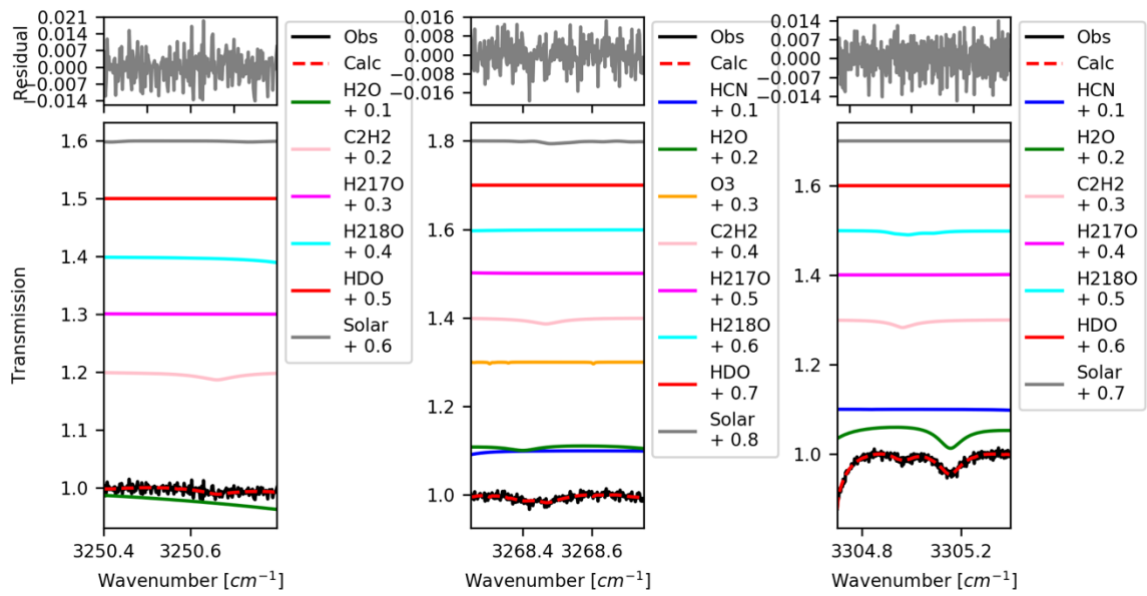 Residual
0.021
0.014
0.007
0.000
−0.007
−0.014
Obs
Calc
H2O
+ 0.1
C2H2
+ 0.2
H217O
+ 0.3
H218O
+ 0.4
HDO
+ 0.5
Solar
+ 0.6
Transmission
1.6
1.5
1.4
1.3
1.2
1.1
1.0
3250.4
3250.6
Wavenumber [cm⁻¹]
0.016
0.008
0.000
−0.008
−0.016
Obs
Calc
HCN
+ 0.1
H2O
+ 0.2
O3
+ 0.3
C2H2
+ 0.4
H217O
+ 0.5
H218O
+ 0.6
HDO
+ 0.7
Solar
+ 0.8
1.8
1.6
1.4
1.2
1.0
3268.4
3268.6
Wavenumber [cm⁻¹]
0.014
0.007
0.000
−0.007
−0.014
Obs
Calc
HCN
+ 0.1
H2O
+ 0.2
C2H2
+ 0.3
H217O
+ 0.4
H218O
+ 0.5
HDO
+ 0.6
Solar
+ 0.7
1.6
1.4
1.2
1.0
3304.8
3305.2
Wavenumber [cm⁻¹]